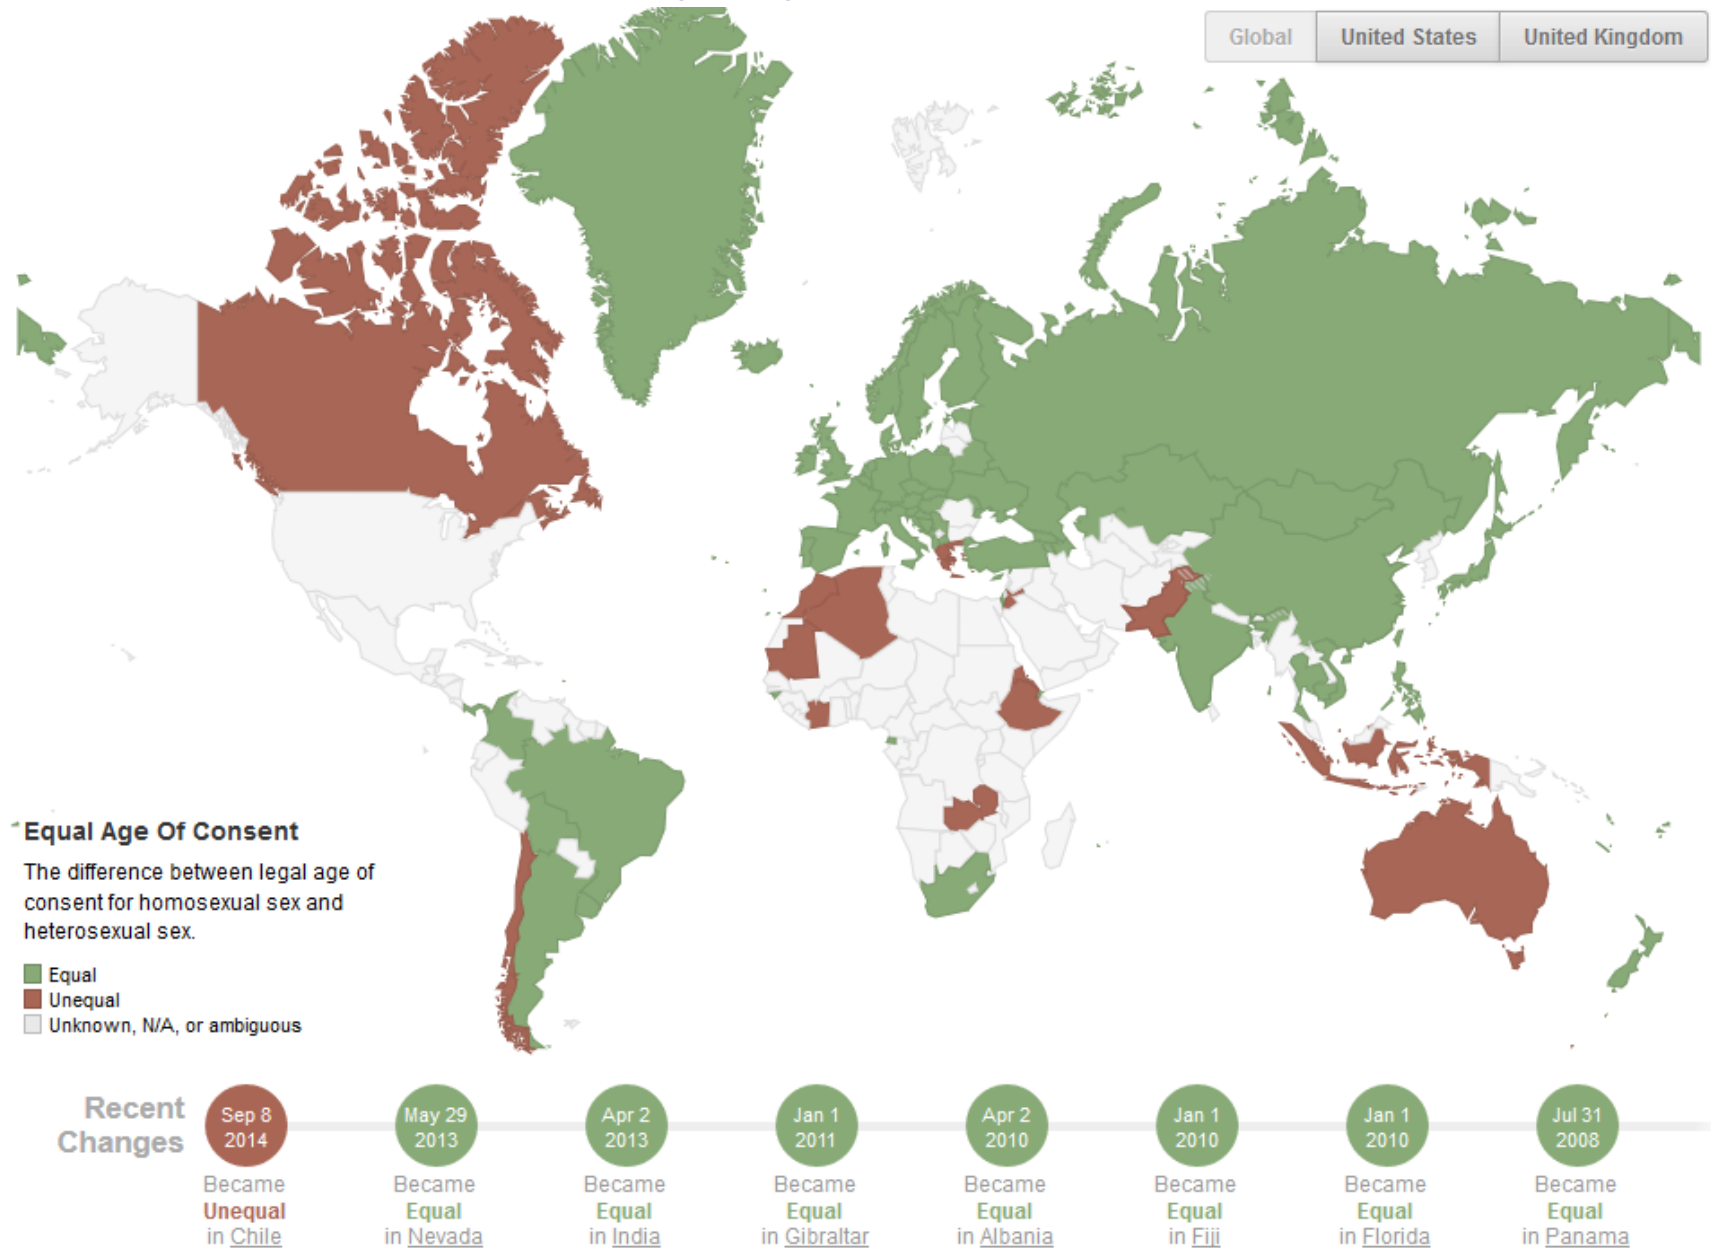 Global
United States
United Kingdom
Equal Age Of Consent
The difference between legal age of
consent for homosexual sex and
heterosexual sex.
Equal
Unequal
Unknown, N/A, or ambiguous
Recent
Changes
Sep 8
2014
Became
Unequal
in Chile
May 29
2013
Became
Equal
in Nevada
Apr 2
2013
Became
Equal
in India
Jan 1
2011
Became
Equal
in Gibraltar
Apr 2
2010
Became
Equal
in Albania
Jan 1
2010
Became
Equal
in Fiji
Jan 1
2010
Became
Equal
in Florida
Jul 31
2008
Became
Equal
in Panama